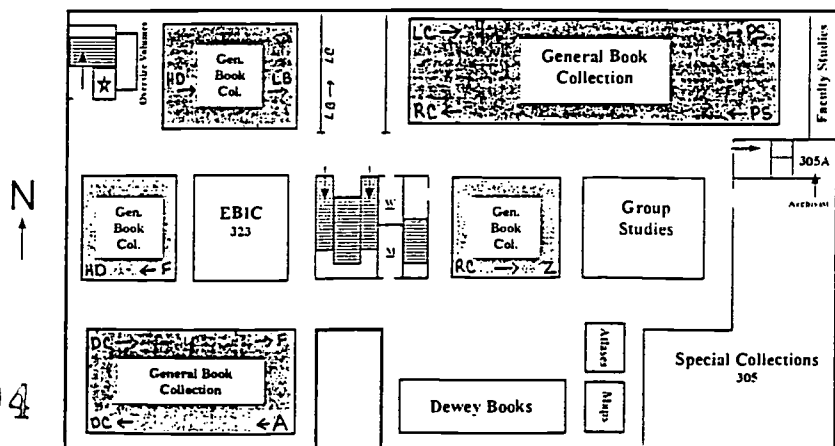 Oversize Volumes
A
Gen.
Book
Col.
HD → → LB
LB → LC
LC → → PS
General Book
Collection
RC ← ← PS
Faculty Studies
305A
Archivist
N
Gen.
Book
Col.
HD ← F
EBIC
323
W
M
Gen.
Book
Col.
RC → Z
Group
Studies
DC → → F
General Book
Collection
DC ← ← A
Dewey Books
Atlases
Maps
Special Collections
305